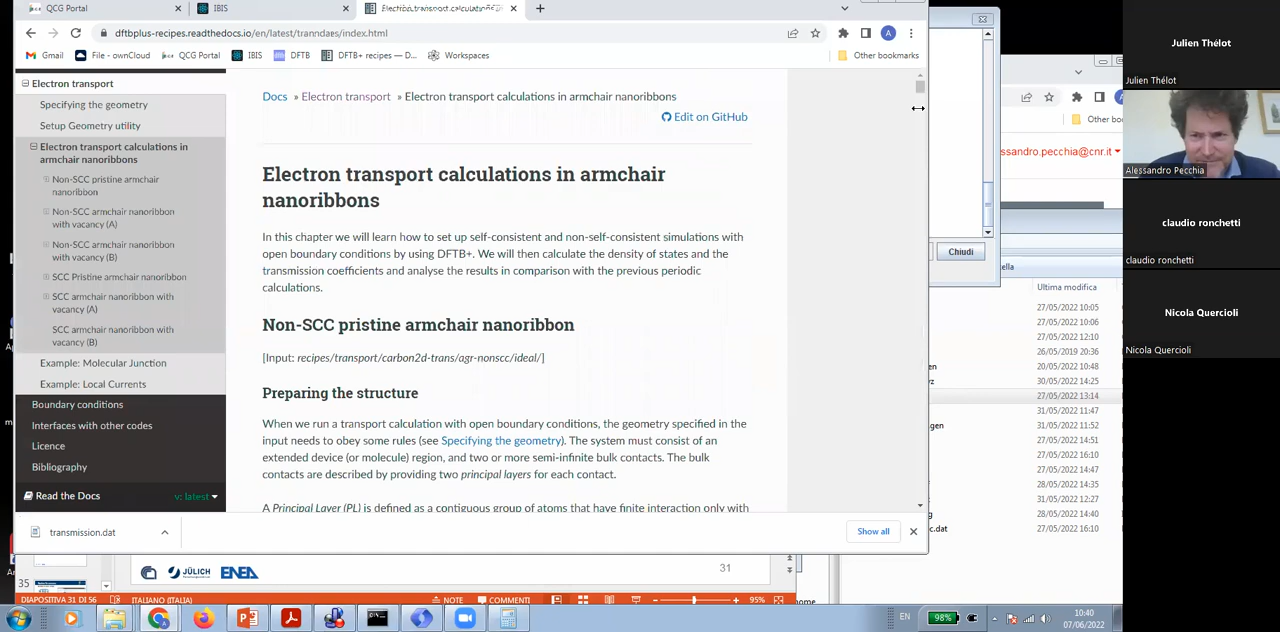 QCG Portal
IBIS
Electron transport calculations
dftbplus-recipes.readthedocs.io/en/latest/tranndæs/index.html
Gmail
File - ownCloud
QCG Portal
IBIS
DFTB
DFTB+ recipes — D...
Workspaces
Other bookmarks
Electron transport
Specifying the geometry
Setup Geometry utility
Electron transport calculations in
armchair nanoribbons
Non-SCC pristine armchair
nanoribbon
Non-SCC armchair nanoribbon
with vacancy (A)
Non-SCC armchair nanoribbon
with vacancy (B)
SCC Pristine armchair nanoribbon
SCC armchair nanoribbon with
vacancy (A)
SCC armchair nanoribbon with
vacancy (B)
Example: Molecular Junction
Example: Local Currents
Boundary conditions
Interfaces with other codes
Licence
Bibliography
Read the Docs
v: latest
Docs » Electron transport » Electron transport calculations in armchair nanoribbons
Edit on GitHub
Electron transport calculations in armchair
nanoribbons
In this chapter we will learn how to set up self-consistent and non-self-consistent simulations with
open boundary conditions by using DFTB+. We will then calculate the density of states and the
transmission coefficients and analyse the results in comparison with the previous periodic
calculations.
Non-SCC pristine armchair nanoribbon
[Input: recipes/transport/carbon2d-trans/agr-nonscc/ideal/]
Preparing the structure
When we run a transport calculation with open boundary conditions, the geometry specified in the
input needs to obey some rules (see Specifying the geometry). The system must consist of an
extended device (or molecule) region, and two or more semi-infinite bulk contacts. The bulk
contacts are described by providing two principal layers for each contact.
A Principal Layer (PL) is defined as a contiguous group of atoms that have finite interaction only with
transmission.dat
Show all
35
JÜLICH
ENEA
31
DIAPOSITIVA 31 DI 56
ITALIANO (ITALIA)
NOTE
COMMENTI
95%
Other bo
ssandro.pecchia@cnr.it
Chiudi
ella
Ultima modifica
27/05/2022 10:05
27/05/2022 10:06
27/05/2022 12:10
26/05/2019 20:36
en
20/05/2022 10:48
yz
30/05/2022 14:25
27/05/2022 13:14
31/05/2022 11:47
gen
31/05/2022 11:52
27/05/2022 14:51
27/05/2022 16:10
27/05/2022 14:47
28/05/2022 14:27
31/05/2022 12:27
28/05/2022 14:40
c.dat
27/05/2022 16:10
ome
EN
98%
10:40
07/06/2022
Julien Thélot
Julien Thélot
Alessandro Pecchia
claudio ronchetti
claudio ronchetti
Nicola Quercioli
Nicola Quercioli